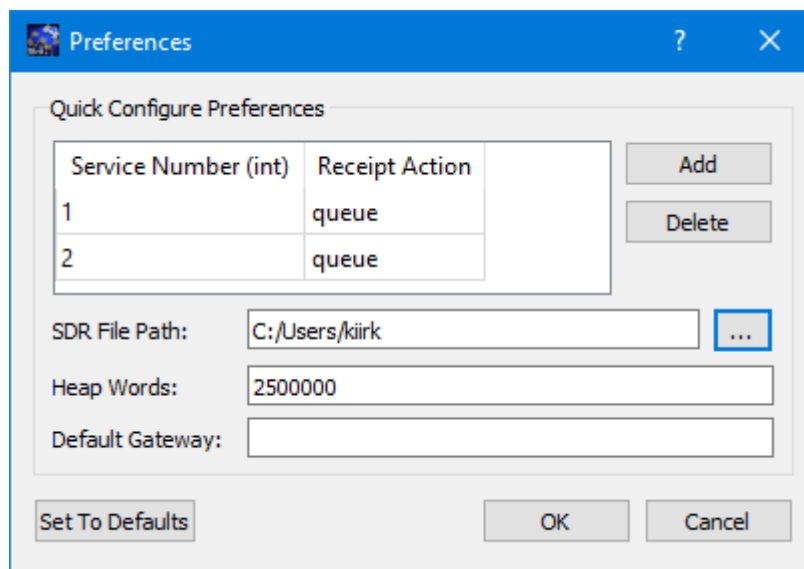 Preferences ?
Quick Configure Preferences
Service Number (int) Receipt Action Add
1 queue
Delete
2 queue
SDR File Path: C:/Users/kiirk ...
Heap Words: 2500000
Default Gateway:
Set To Defaults OK Cancel